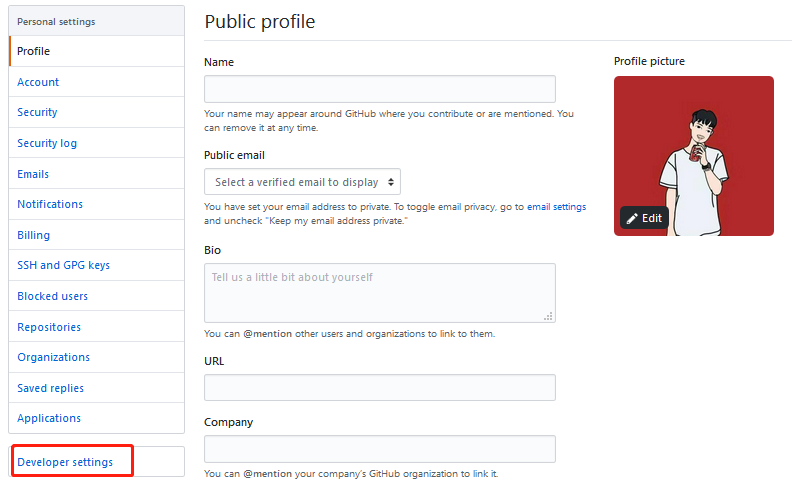 Personal settings
Profile
Account
Security
Security log
Emails
Notifications
Billing
SSH and GPG keys
Blocked users
Repositories
Organizations
Saved replies
Applications
Developer settings
Public profile
Name
Your name may appear around GitHub where you contribute or are mentioned. You
can remove it at any time.
Public email
Select a verified email to display
You have set your email address to private. To toggle email privacy, go to email settings
and uncheck "Keep my email address private."
Bio
Tell us a little bit about yourself
You can @mention other users and organizations to link to them.
URL
Company
You can @mention your company's GitHub organization to link it.
Profile picture
Edit